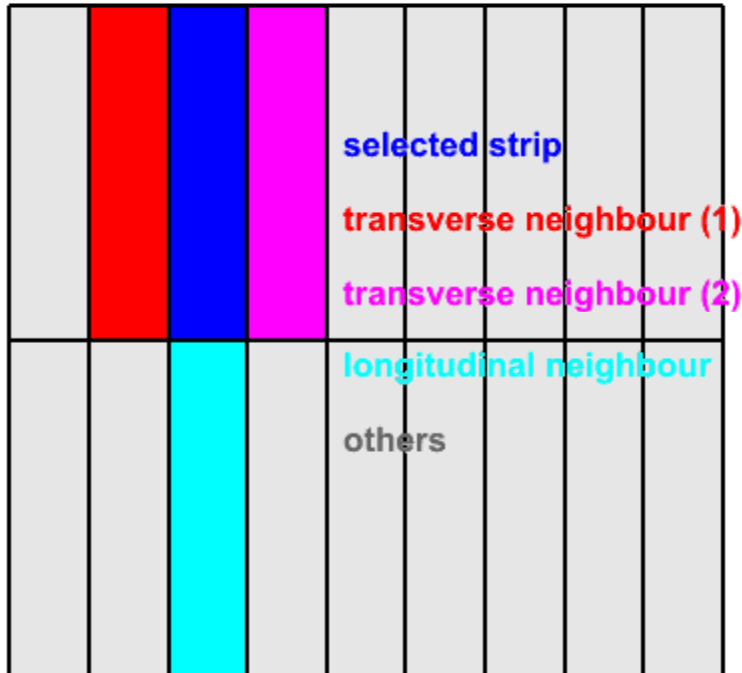 selected strip
transverse neighbour (1)
transverse neighbour (2)
longitudinal neighbour
others